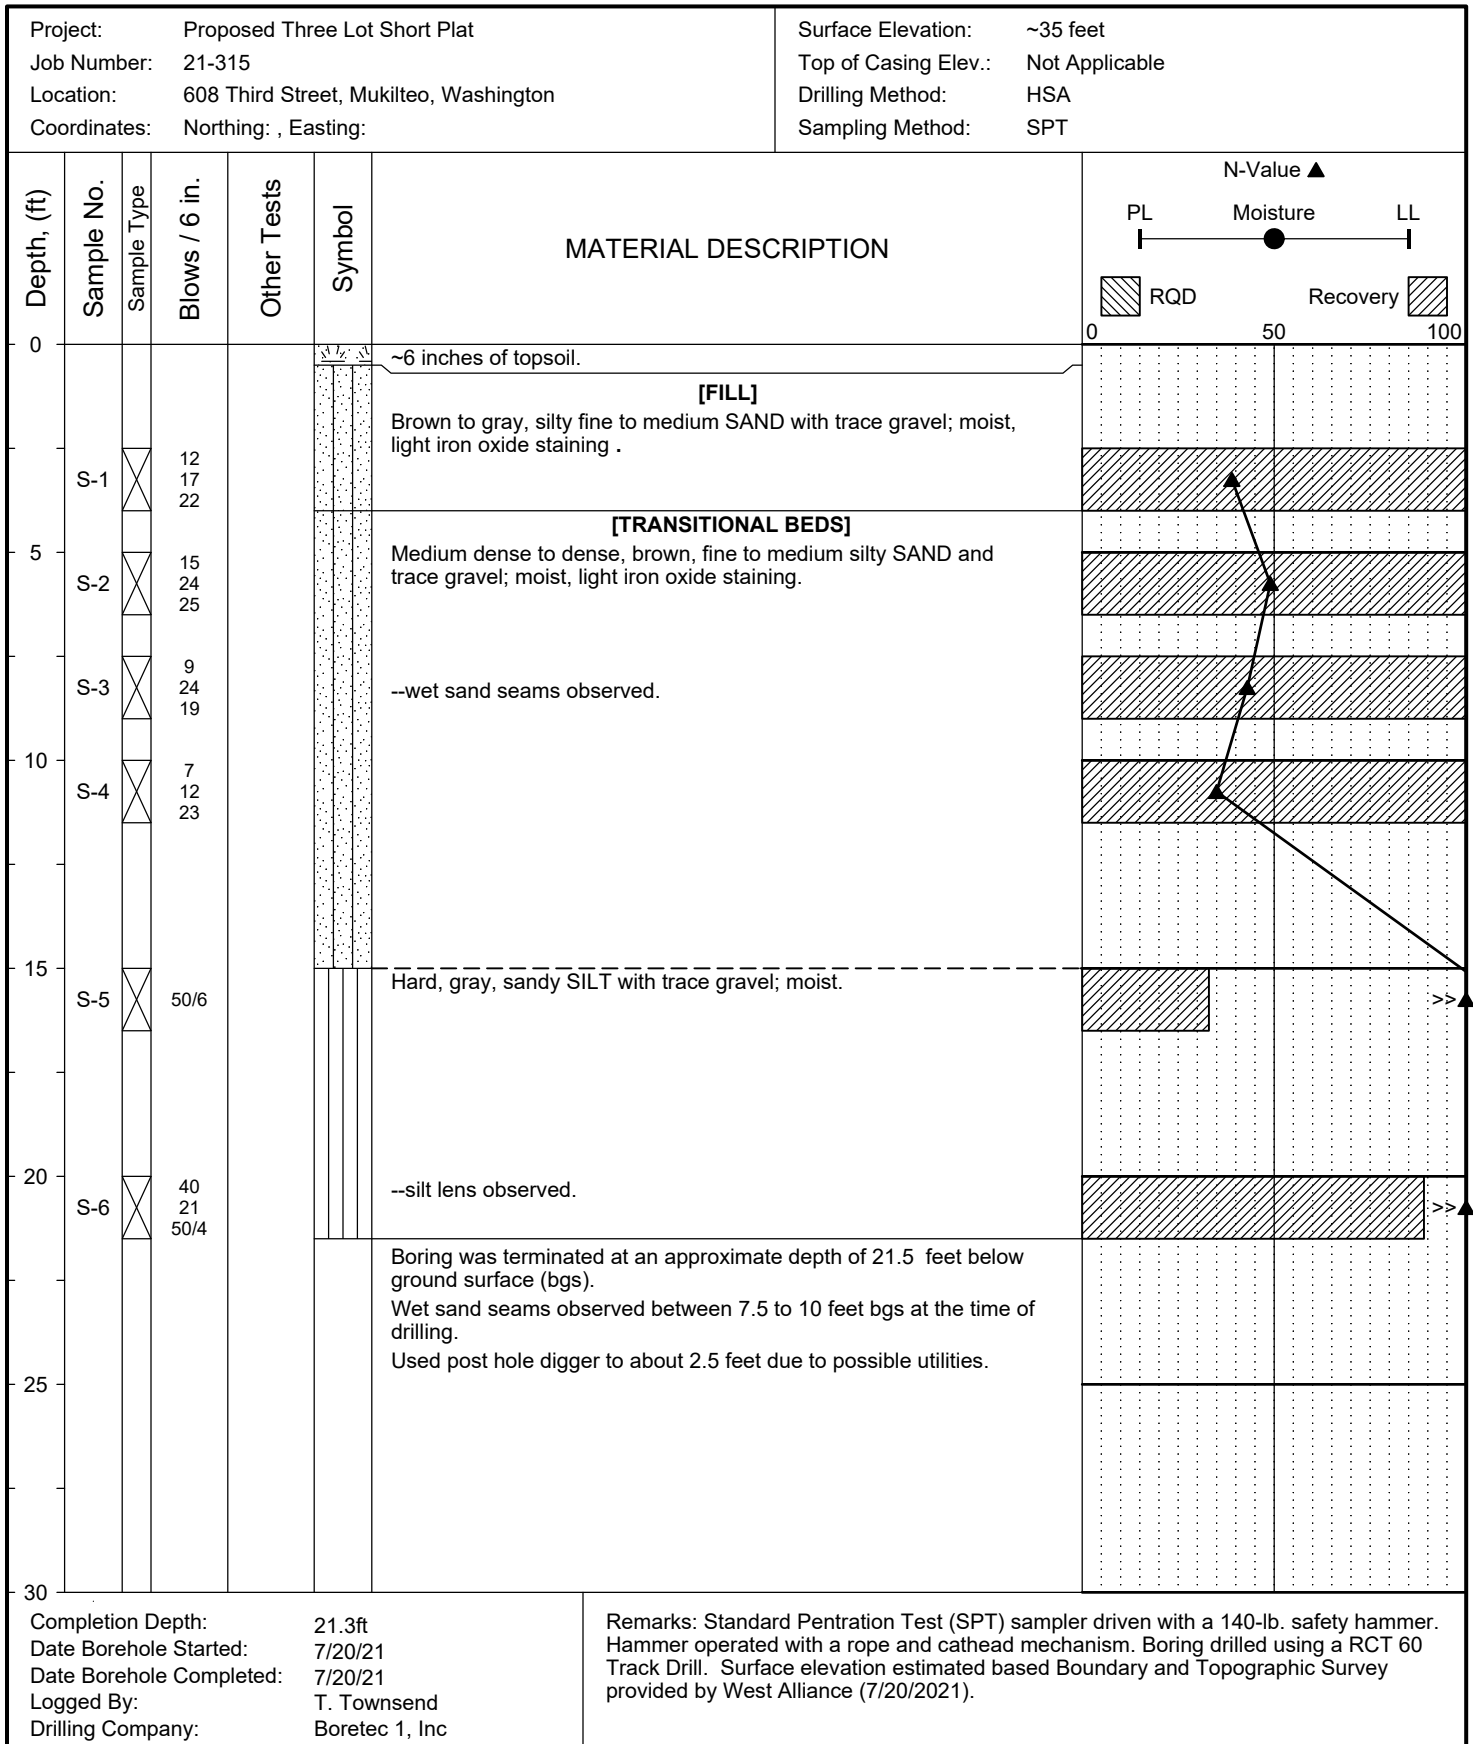 Project: Proposed Three Lot Short Plat
Job Number: 21-315
Location: 608 Third Street, Mukilteo, Washington
Coordinates: Northing: , Easting:
Surface Elevation: ~35 feet
Top of Casing Elev.: Not Applicable
Drilling Method: HSA
Sampling Method: SPT
Depth, (ft)
Sample No.
Sample Type
Blows / 6 in.
Other Tests
Symbol
MATERIAL DESCRIPTION
N-Value ▲
PL Moisture LL
RQD Recovery
0 50 100
0
~6 inches of topsoil.
[FILL]
Brown to gray, silty fine to medium SAND with trace gravel; moist,
light iron oxide staining .
S-1
12
17
22
[TRANSITIONAL BEDS]
5
Medium dense to dense, brown, fine to medium silty SAND and
trace gravel; moist, light iron oxide staining.
S-2
15
24
25
S-3
9
24
19
--wet sand seams observed.
10
S-4
7
12
23
15
Hard, gray, sandy SILT with trace gravel; moist.
S-5
50/6
>>
20
S-6
40
21
50/4
--silt lens observed.
>>
Boring was terminated at an approximate depth of 21.5 feet below
ground surface (bgs).
Wet sand seams observed between 7.5 to 10 feet bgs at the time of
drilling.
Used post hole digger to about 2.5 feet due to possible utilities.
25
30
Completion Depth: 21.3ft
Date Borehole Started: 7/20/21
Date Borehole Completed: 7/20/21
Logged By: T. Townsend
Drilling Company: Boretec 1, Inc
Remarks: Standard Pentration Test (SPT) sampler driven with a 140-lb. safety hammer.
Hammer operated with a rope and cathead mechanism. Boring drilled using a RCT 60
Track Drill. Surface elevation estimated based Boundary and Topographic Survey
provided by West Alliance (7/20/2021).